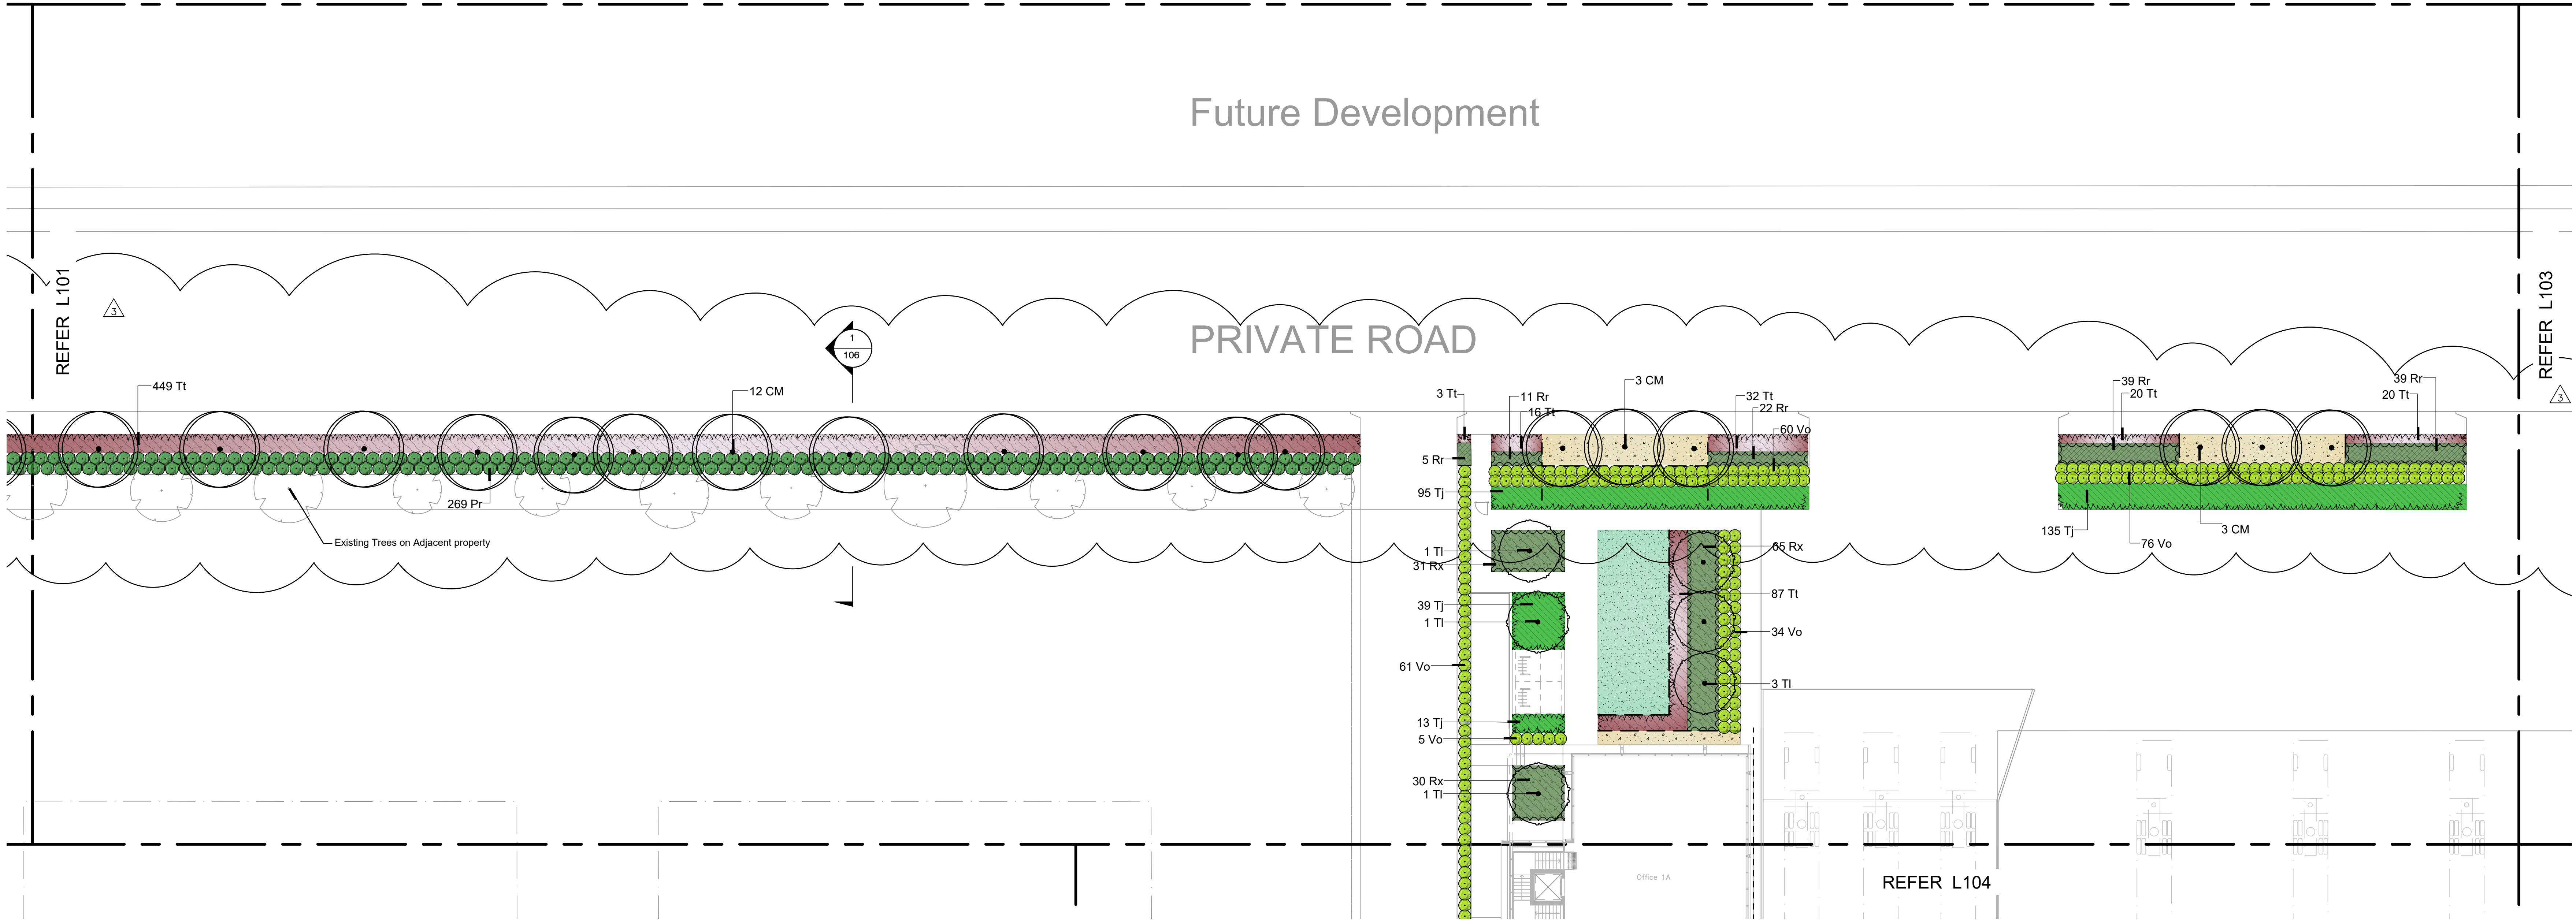 Future Development
REFER L101
3
1
106
PRIVATE ROAD
REFER L103
3
449 Tt
12 CM
3 Tt
11 Rr
16 Tt
3 CM
32 Tt
22 Rr
60 Vo
39 Rr
20 Tt
39 Rr
20 Tt
5 Rr
95 Tj
269 Pr
Existing Trees on Adjacent property
135 Tj
76 Vo
3 CM
1 Tl
31 Rx
65 Rx
39 Tj
1 Tl
87 Tt
34 Vo
61 Vo
3 Tl
13 Tj
5 Vo
30 Rx
1 Tl
Office 1A
REFER L104